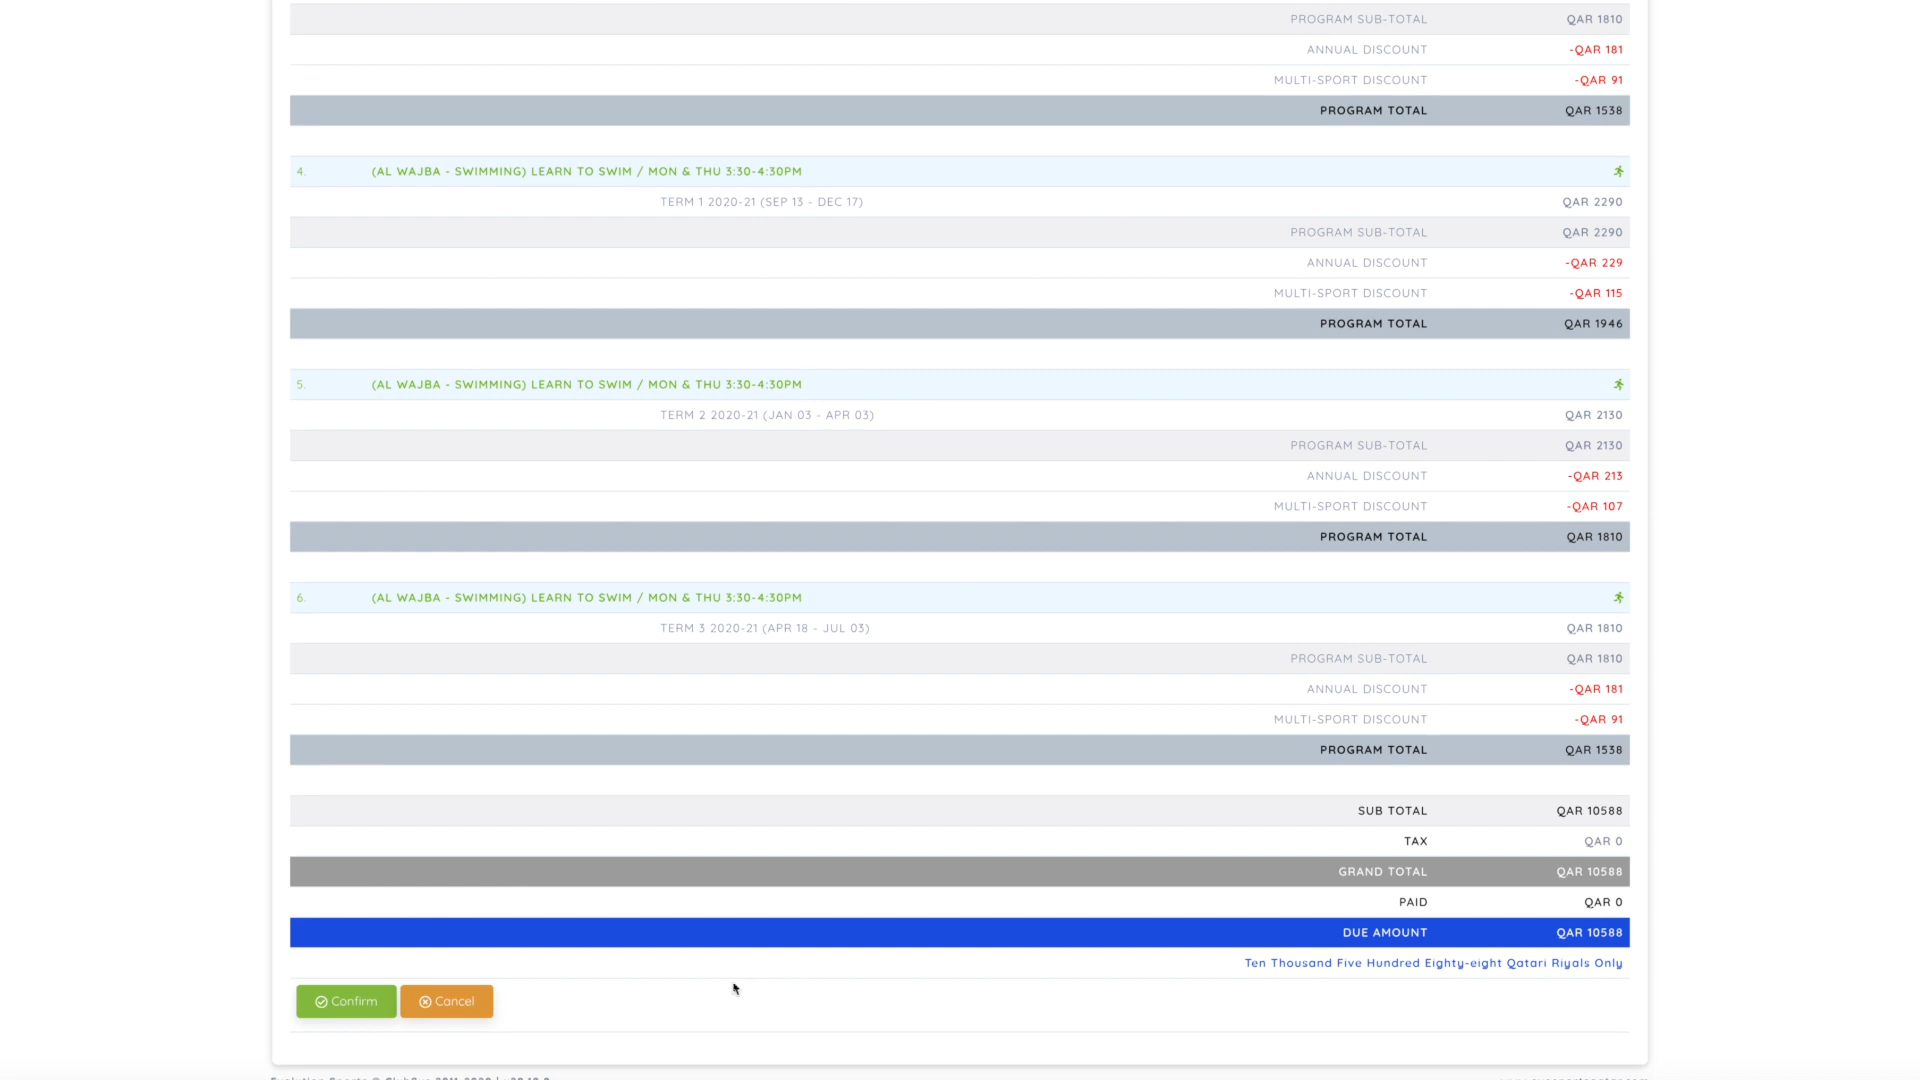 PROGRAM SUB-TOTAL QAR 1810
ANNUAL DISCOUNT -QAR 181
MULTI-SPORT DISCOUNT -QAR 91
PROGRAM TOTAL QAR 1538
4. (AL WAJBA - SWIMMING) LEARN TO SWIM / MON & THU 3:30-4:30PM
TERM 1 2020-21 (SEP 13 - DEC 17) QAR 2290
PROGRAM SUB-TOTAL QAR 2290
ANNUAL DISCOUNT -QAR 229
MULTI-SPORT DISCOUNT -QAR 115
PROGRAM TOTAL QAR 1946
5. (AL WAJBA - SWIMMING) LEARN TO SWIM / MON & THU 3:30-4:30PM
TERM 2 2020-21 (JAN 03 - APR 03) QAR 2130
PROGRAM SUB-TOTAL QAR 2130
ANNUAL DISCOUNT -QAR 213
MULTI-SPORT DISCOUNT -QAR 107
PROGRAM TOTAL QAR 1810
6. (AL WAJBA - SWIMMING) LEARN TO SWIM / MON & THU 3:30-4:30PM
TERM 3 2020-21 (APR 18 - JUL 03) QAR 1810
PROGRAM SUB-TOTAL QAR 1810
ANNUAL DISCOUNT -QAR 181
MULTI-SPORT DISCOUNT -QAR 91
PROGRAM TOTAL QAR 1538
SUB TOTAL QAR 10588
TAX QAR 0
GRAND TOTAL QAR 10588
PAID QAR 0
DUE AMOUNT QAR 10588
Ten Thousand Five Hundred Eighty-eight Qatari Riyals Only
Confirm Cancel